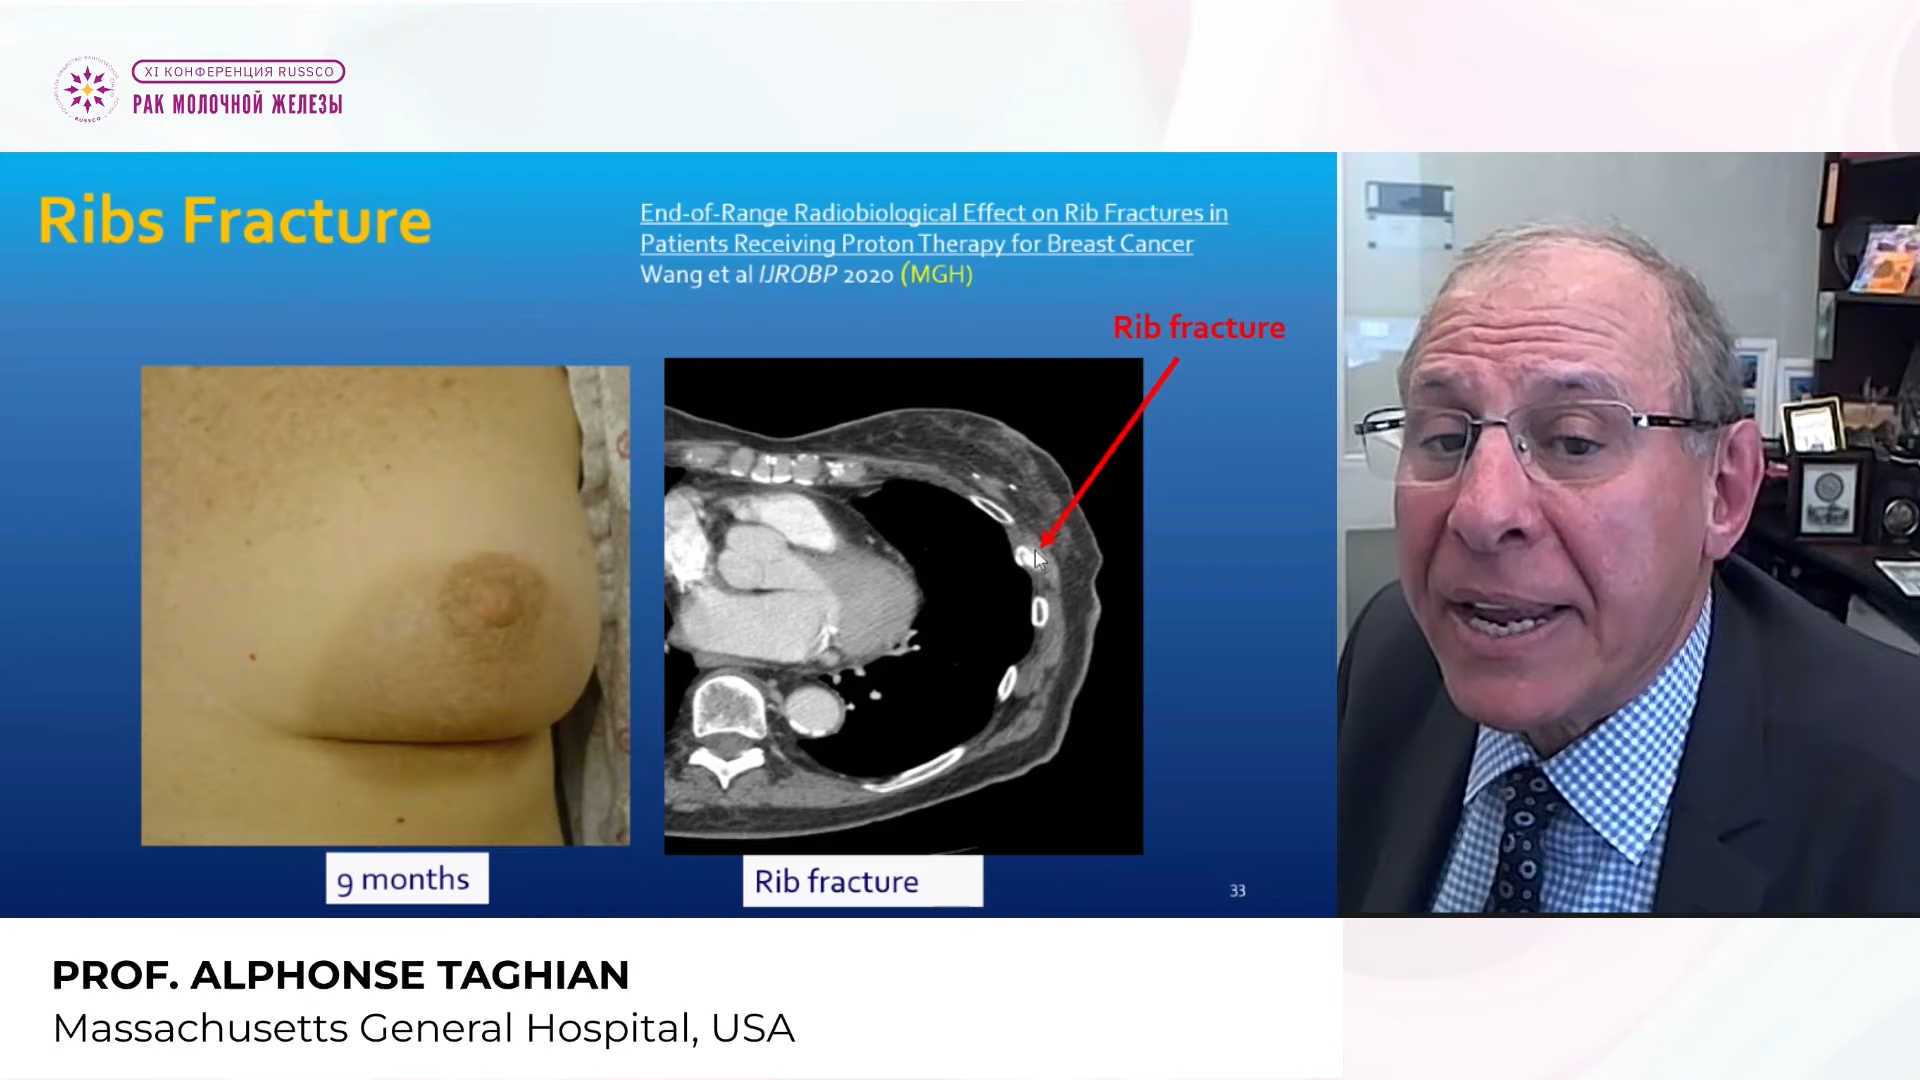 XI КОНФЕРЕНЦИЯ RUSSCO
РАК МОЛОЧНОЙ ЖЕЛЕЗЫ
RUSSCO
Ribs Fracture
End-of-Range Radiobiological Effect on Rib Fractures in
Patients Receiving Proton Therapy for Breast Cancer
Wang et al IJROBP 2020 (MGH)
Rib fracture
9 months
Rib fracture
33
PROF. ALPHONSE TAGHIAN
Massachusetts General Hospital, USA